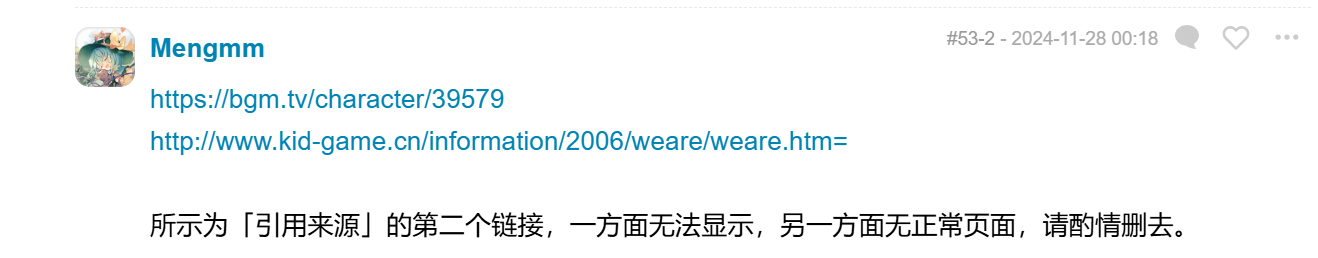 Mengmm
#53-2 - 2024-11-28 00:18
https://bgm.tv/character/39579
http://www.kid-game.cn/information/2006/weare/weare.htm=
所示为「引用来源」的第二个链接，一方面无法显示，另一方面无正常页面，请酌情删去。